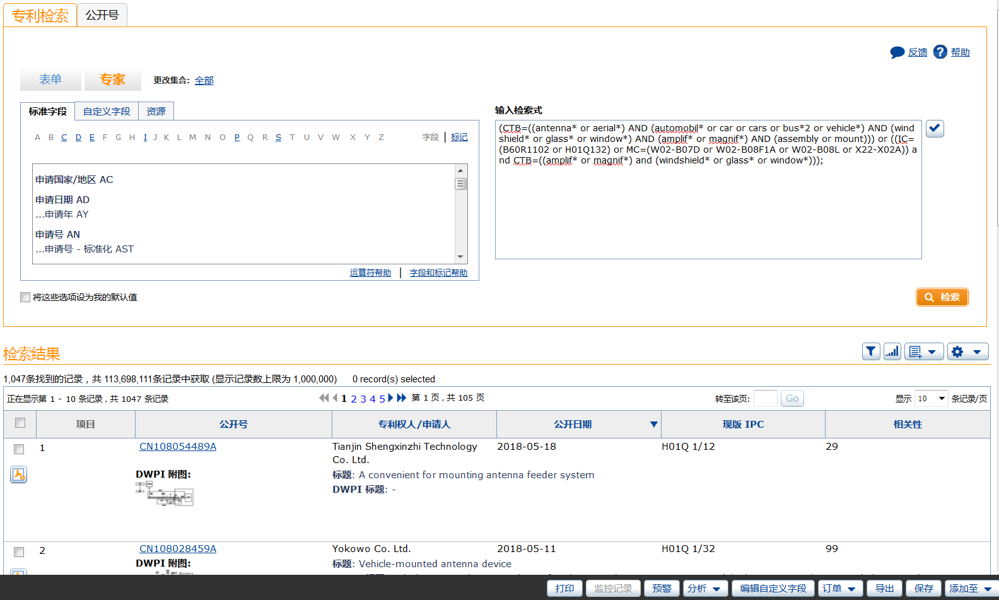 专利检索 公开号
反馈 帮助
表单 专家 更改集合: 全部
标准字段 自定义字段 资源
A B C D E F G H I J K L M N O P Q R S T U V W X Y Z 字段 | 标记
申请国家/地区 AC
申请日期 AD
...申请年 AY
申请号 AN
...申请号 - 标准化 AST
运算符帮助 | 字段和标记帮助
将这些选项设为我的默认值
输入检索式
(CTB=((antenna* or aerial*) AND (automobil* or car or cars or bus*2 or vehicle*) AND (wind
shield* or glass* or window*) AND (amplif* or magnif*) AND (assembly or mount))) or ((IC=
(B60R1102 or H01Q132) or MC=(W02-B07D or W02-B08F1A or W02-B08L or X22-X02A)) a
nd CTB=((amplif* or magnif*) and (windshield* or glass* or window*)));
检索
检索结果
1,047条找到的记录，共 113,698,111条记录中获取 (显示记录数上限为 1,000,000) 0 record(s) selected
正在显示第 1 - 10 条记录，共 1047 条记录 1 2 3 4 5 第 1 页，共 105 页 转至该页: Go 显示 10 条记录/页
项目 公开号 专利权人/申请人 公开日期 现版 IPC 相关性
1 CN108054489A Tianjin Shengxinzhi Technology 2018-05-18 H01Q 1/12 29
Co. Ltd.
DWPI 附图: 标题: A convenient for mounting antenna feeder system
DWPI 标题: -
2 CN108028459A Yokowo Co. Ltd. 2018-05-11 H01Q 1/32 99
DWPI 附图: 标题: Vehicle-mounted antenna device
打印 监控记录 预警 分析 编辑自定义字段 订单 导出 保存 添加至